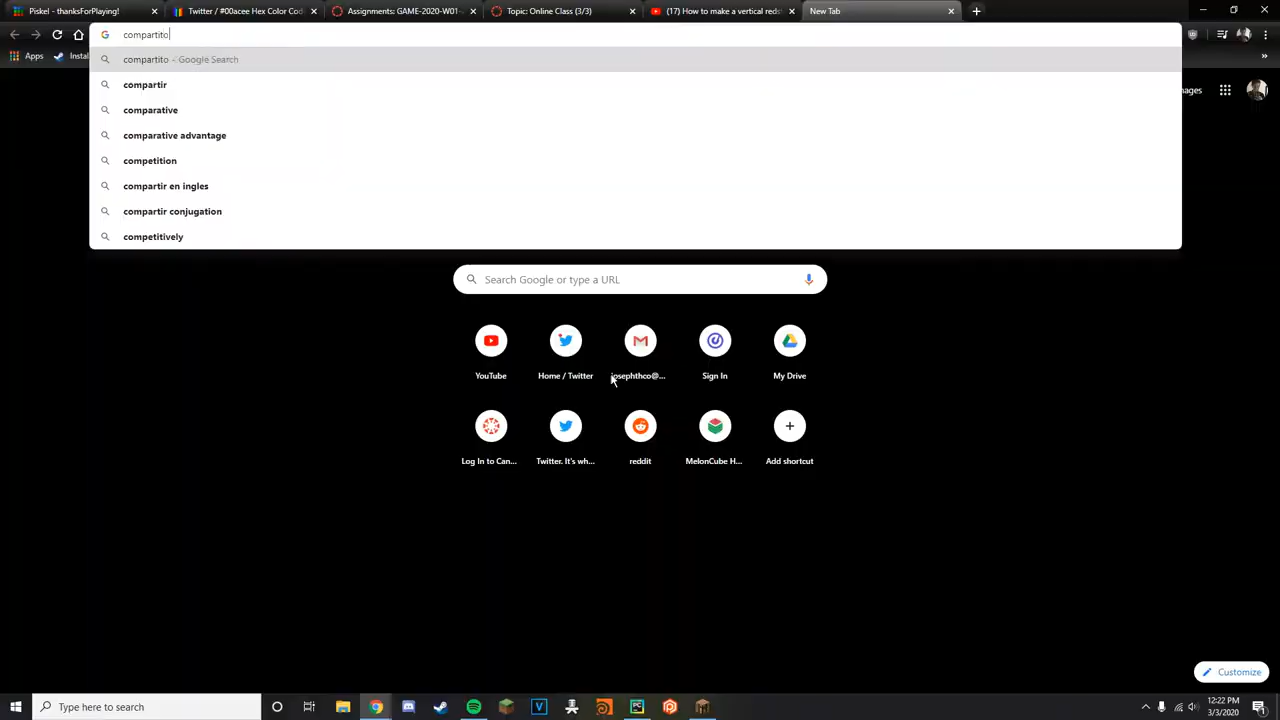 Piskel - thanksForPlaying!
Twitter / #00acee Hex Color Cod
Assignments: GAME-2020-W01 -
Topic: Online Class (3/3)
(17) How to make a vertical reds
New Tab
compartito
Apps
Instal
compartito - Google Search
compartir
comparative
comparative advantage
competition
compartir en ingles
compartir conjugation
competitively
Search Google or type a URL
YouTube
Home / Twitter
josephthco@...
Sign In
My Drive
Log In to Can...
Twitter. It's wh...
reddit
MelonCube H...
Add shortcut
Customize
Type here to search
12:22 PM
3/3/2020